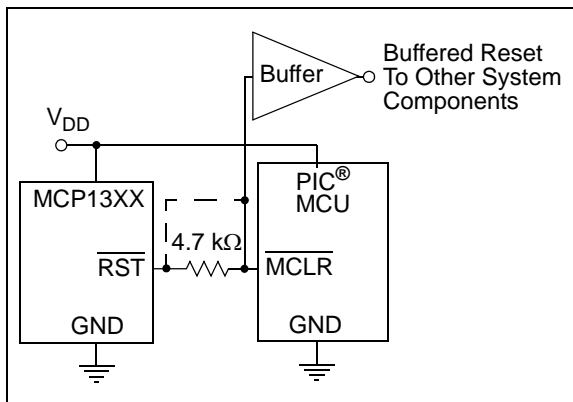 Buffer
Buffered Reset
To Other System
Components
VDD
MCP13XX
PIC®
MCU
4.7 kΩ
RST
MCLR
GND
GND